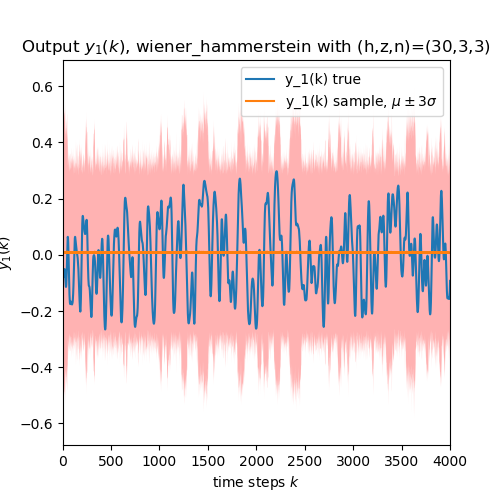 Output y₁(k), wiener_hammerstein with (h,z,n)=(30,3,3)
y_1(k) true
y_1(k) sample, μ ± 3σ
y₁(k)
0.6
0.4
0.2
0.0
−0.2
−0.4
−0.6
0 500 1000 1500 2000 2500 3000 3500 4000
time steps k